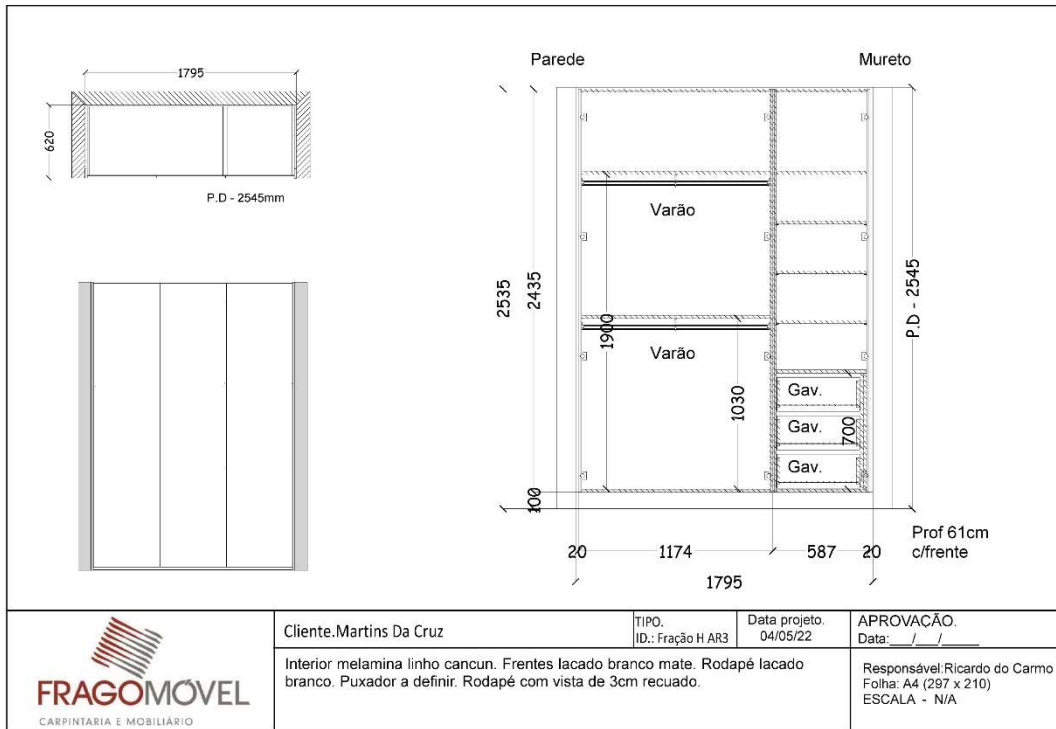 1795
620
P.D - 2545mm
Parede
Mureto
2535
2435
100
Varão
1900
Varão
1030
Gav.
Gav.
Gav.
700
P.D - 2545
20
1174
587
20
1795
Prof 61cm
c/frente
FRAGOMÓVEL
CARPINTARIA E MOBILIÁRIO
Cliente.Martins Da Cruz
TIPO.
ID.: Fração H AR3
Data projeto.
04/05/22
APROVAÇÃO.
Data:___/___/_____
Interior melamina linho cancun. Frentes lacado branco mate. Rodapé lacado
branco. Puxador a definir. Rodapé com vista de 3cm recuado.
Responsável:Ricardo do Carmo
Folha: A4 (297 x 210)
ESCALA - N/A